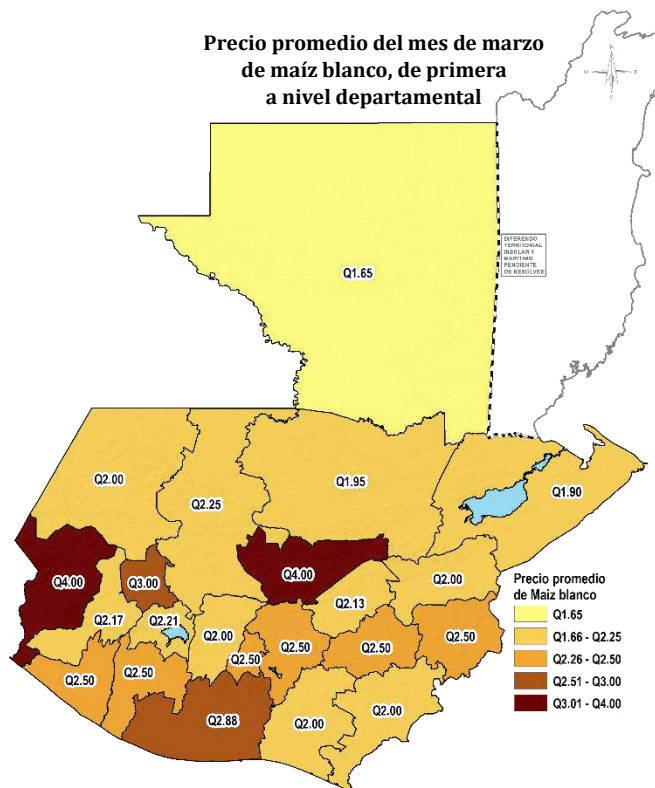 Precio promedio del mes de marzo
de maíz blanco, de primera
a nivel departamental
N
E
S
DIFERENDO
TERRITORIAL
INSULAR Y
MARITIMO
PENDIENTE
DE RESOLVER
Q1.65
Q2.00
Q2.25
Q1.95
Q1.90
Q4.00
Q3.00
Q4.00
Q2.00
Q2.17
Q2.21
Q2.13
Q2.00
Q2.50
Q2.50
Q2.50
Q2.50
Q2.50
Q2.50
Q2.88
Q2.00
Q2.00
Precio promedio
de Maiz blanco
Q1.65
Q1.66 - Q2.25
Q2.26 - Q2.50
Q2.51 - Q3.00
Q3.01 - Q4.00